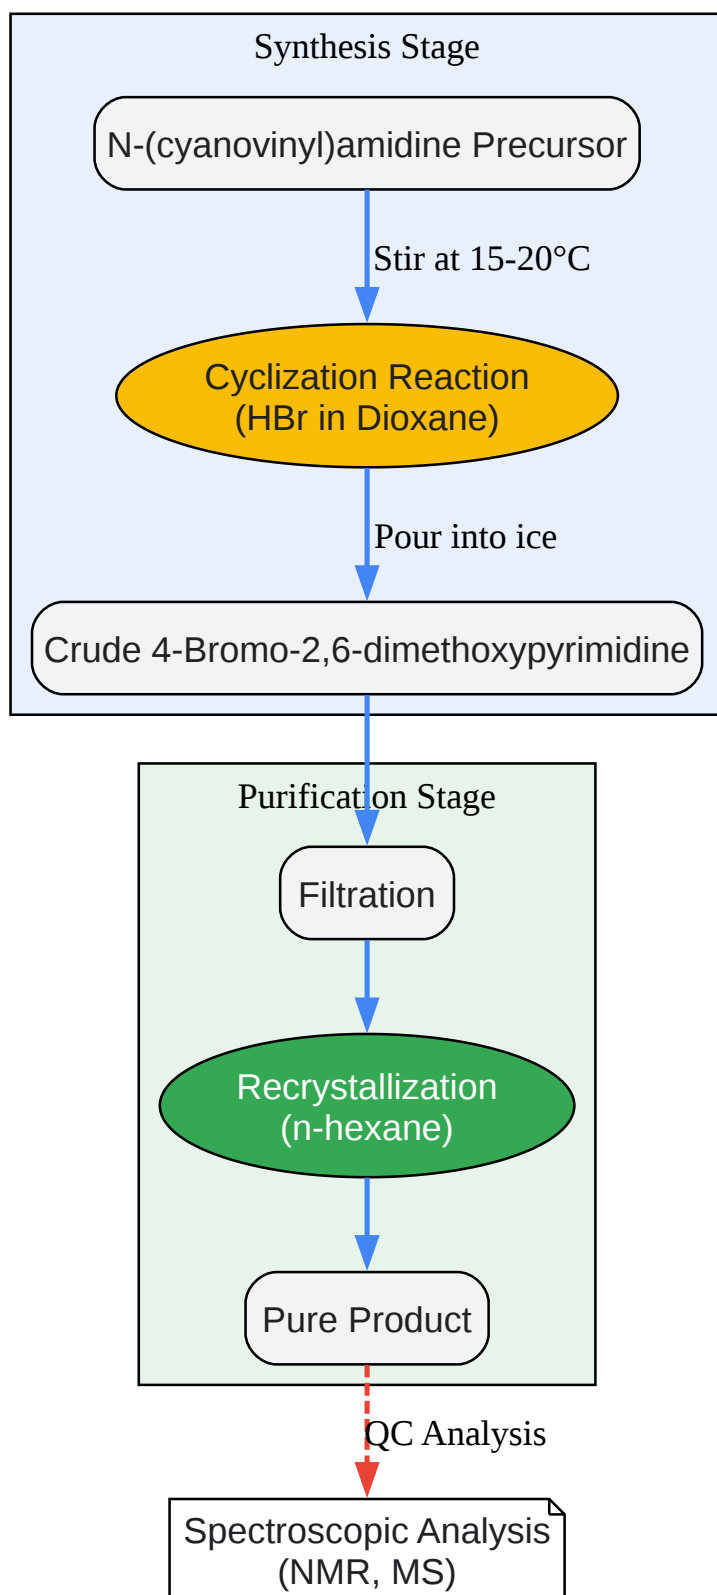 Synthesis Stage
N-(cyanovinyl)amidine Precursor
Stir at 15-20°C
Cyclization Reaction
(HBr in Dioxane)
Pour into ice
Crude 4-Bromo-2,6-dimethoxypyrimidine
Purification Stage
Filtration
Recrystallization
(n-hexane)
Pure Product
QC Analysis
Spectroscopic Analysis
(NMR, MS)